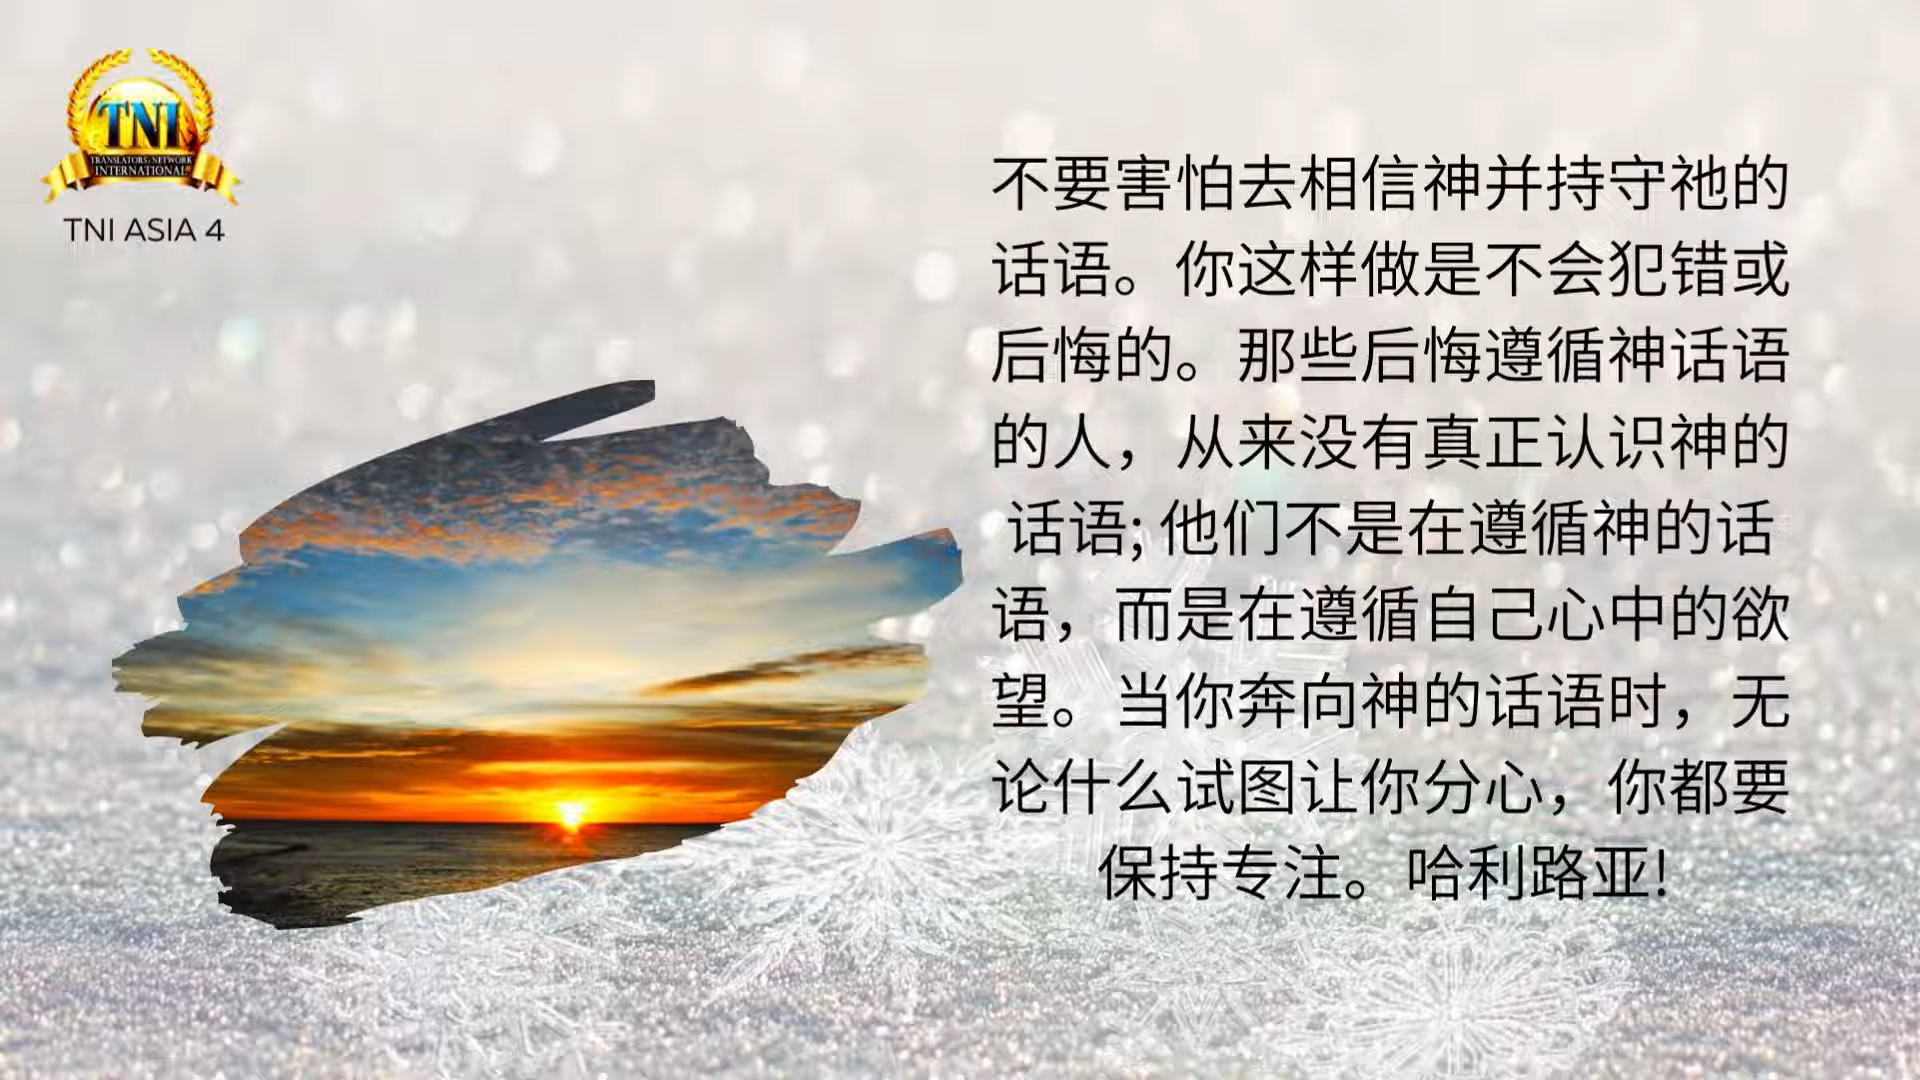 TNI
TRANSLATORS NETWORK
INTERNATIONAL
TNI ASIA 4
不要害怕去相信神并持守祂的
话语。你这样做是不会犯错或
后悔的。那些后悔遵循神话语
的人，从来没有真正认识神的
话语; 他们不是在遵循神的话
语，而是在遵循自己心中的欲
望。当你奔向神的话语时，无
论什么试图让你分心，你都要
保持专注。哈利路亚!